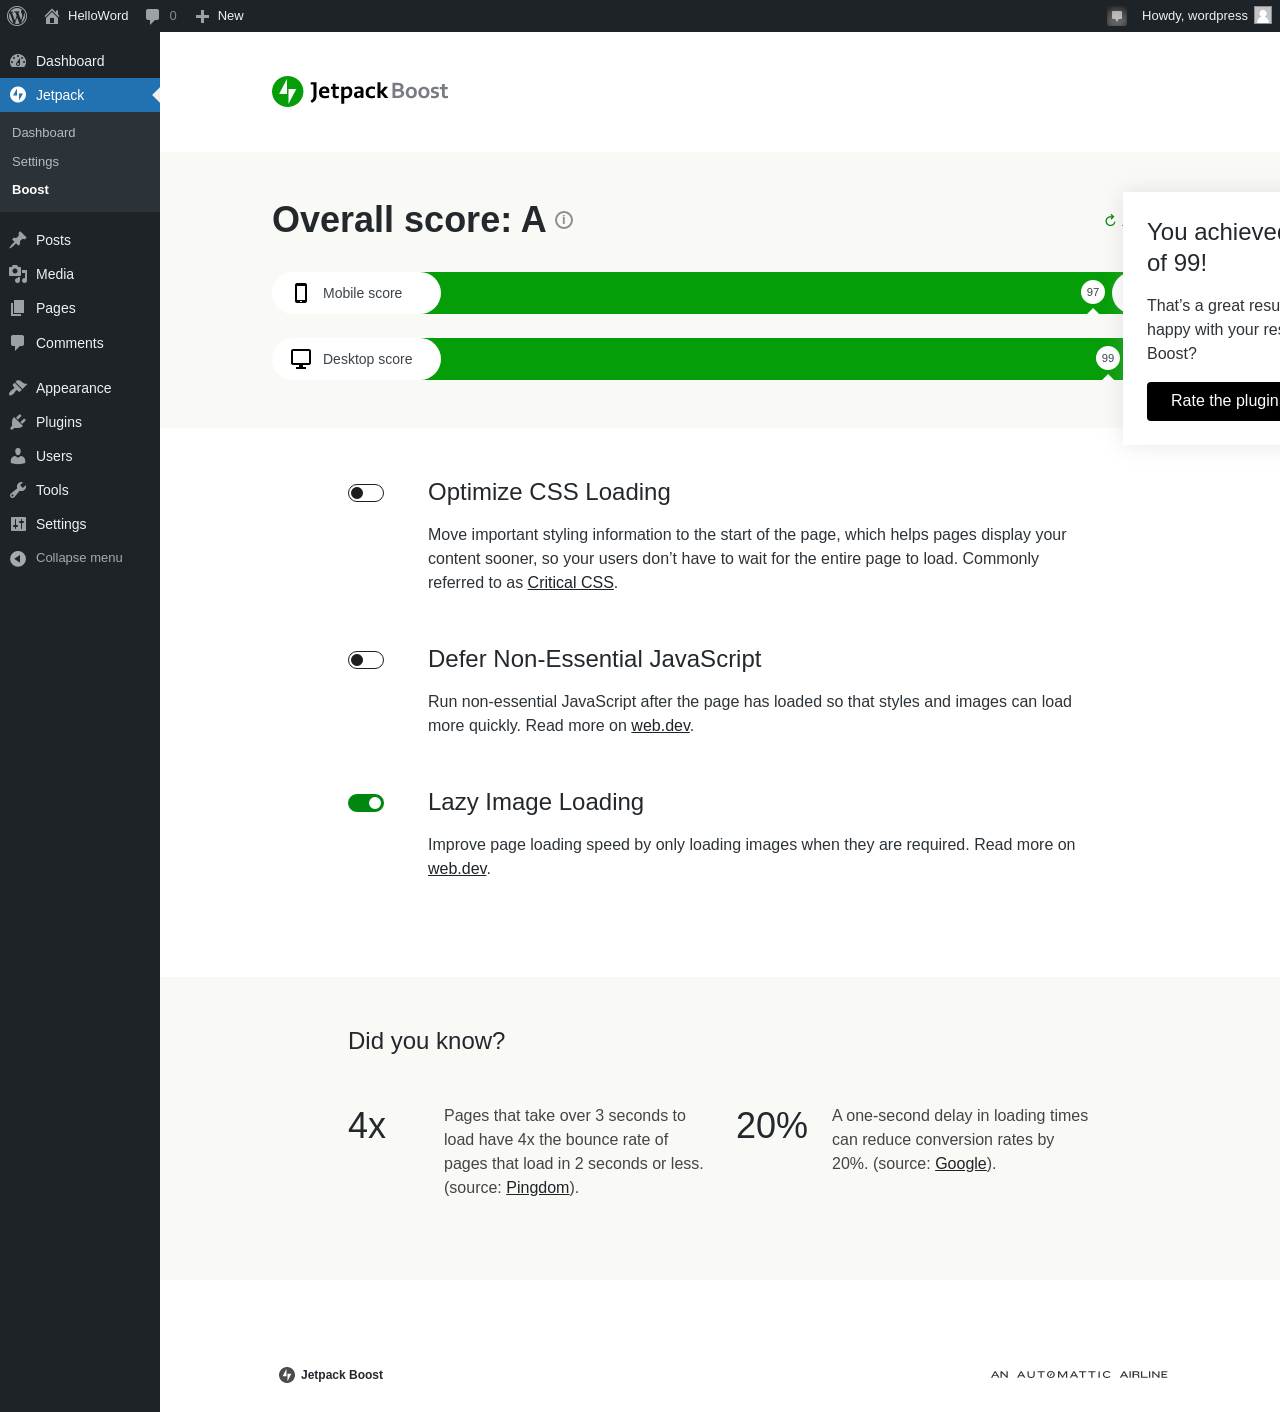 HelloWord 0 New Howdy, wordpress
Dashboard
Jetpack
Dashboard
Settings
Boost
Posts
Media
Pages
Comments
Appearance
Plugins
Users
Tools
Settings
Collapse menu
Jetpack Boost
Overall score: A
Mobile score 97
Desktop score 99
You achieved
of 99!
That’s a great
happy with your
Boost?
Rate the plugin
Optimize CSS Loading
Move important styling information to the start of the page, which helps pages display your
content sooner, so your users don’t have to wait for the entire page to load. Commonly
referred to as Critical CSS.
Defer Non-Essential JavaScript
Run non-essential JavaScript after the page has loaded so that styles and images can load
more quickly. Read more on web.dev.
Lazy Image Loading
Improve page loading speed by only loading images when they are required. Read more on
web.dev.
Did you know?
4x
Pages that take over 3 seconds to
load have 4x the bounce rate of
pages that load in 2 seconds or less.
(source: Pingdom).
20%
A one-second delay in loading times
can reduce conversion rates by
20%. (source: Google).
Jetpack Boost
AN AUTOMATTIC AIRLINE